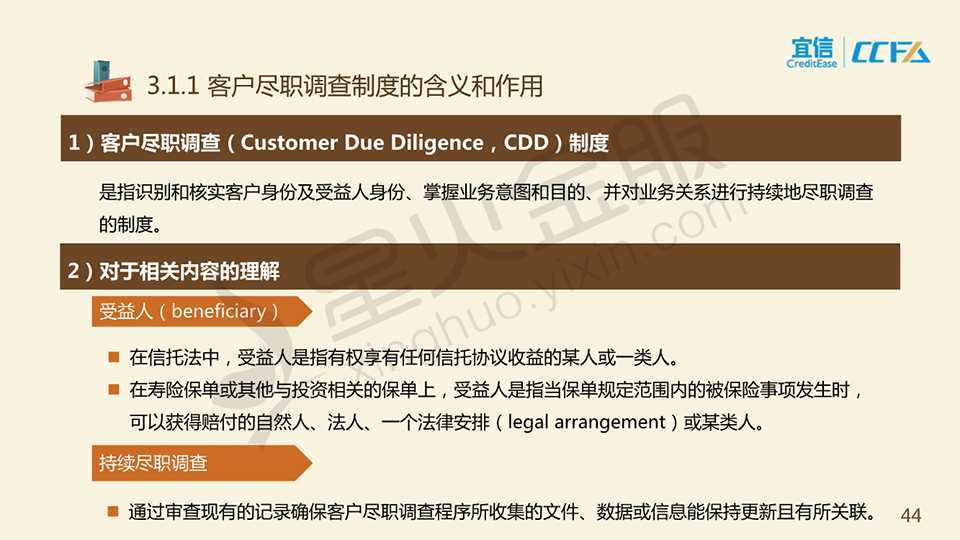 宜信
CreditEase
CCFA
3.1.1 客户尽职调查制度的含义和作用
1）客户尽职调查（Customer Due Diligence，CDD）制度
是指识别和核实客户身份及受益人身份、掌握业务意图和目的、并对业务关系进行持续地尽职调查
的制度。
2）对于相关内容的理解
受益人（beneficiary）
在信托法中，受益人是指有权享有任何信托协议收益的某人或一类人。
在寿险保单或其他与投资相关的保单上，受益人是指当保单规定范围内的被保险事项发生时，
可以获得赔付的自然人、法人、一个法律安排（legal arrangement）或某类人。
持续尽职调查
通过审查现有的记录确保客户尽职调查程序所收集的文件、数据或信息能保持更新且有所关联。
44
星火金服
xinghuo.yixin.com